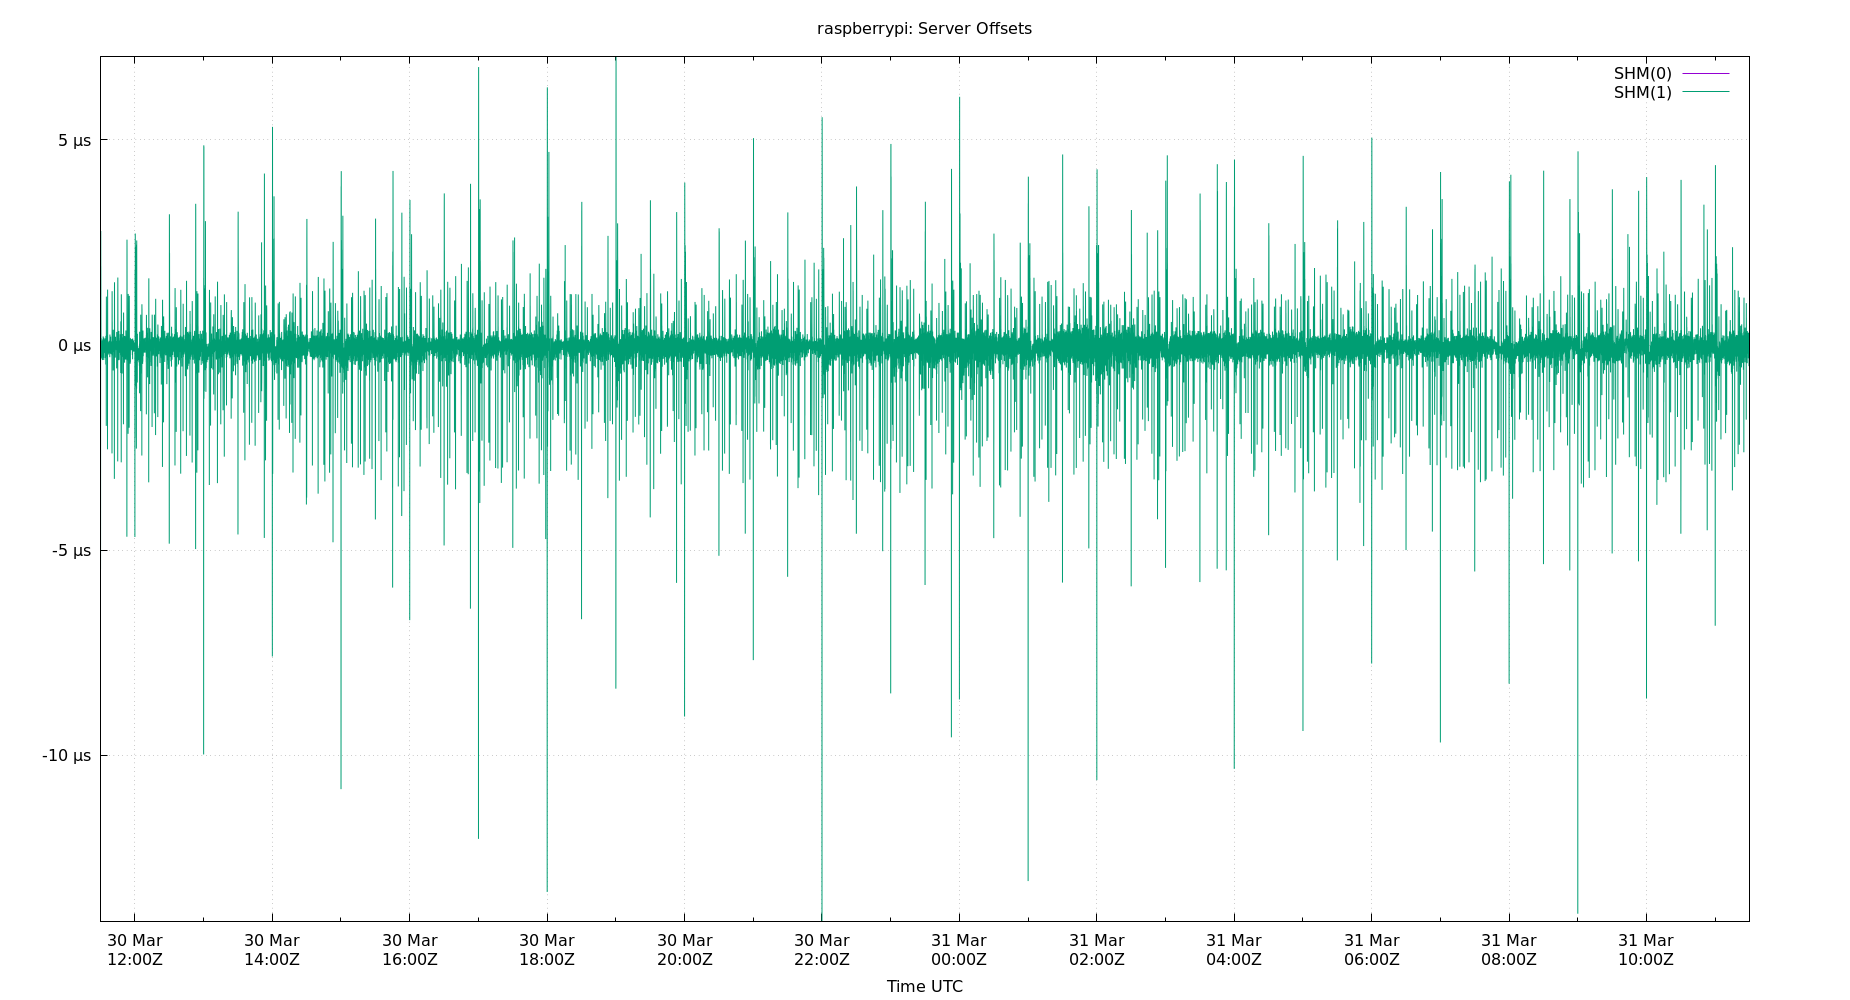 raspberrypi: Server Offsets
SHM(0)
SHM(1)
5 µs
0 µs
-5 µs
-10 µs
30 Mar 30 Mar 30 Mar 30 Mar 30 Mar 30 Mar 31 Mar 31 Mar 31 Mar 31 Mar 31 Mar 31 Mar
12:00Z 14:00Z 16:00Z 18:00Z 20:00Z 22:00Z 00:00Z 02:00Z 04:00Z 06:00Z 08:00Z 10:00Z
Time UTC